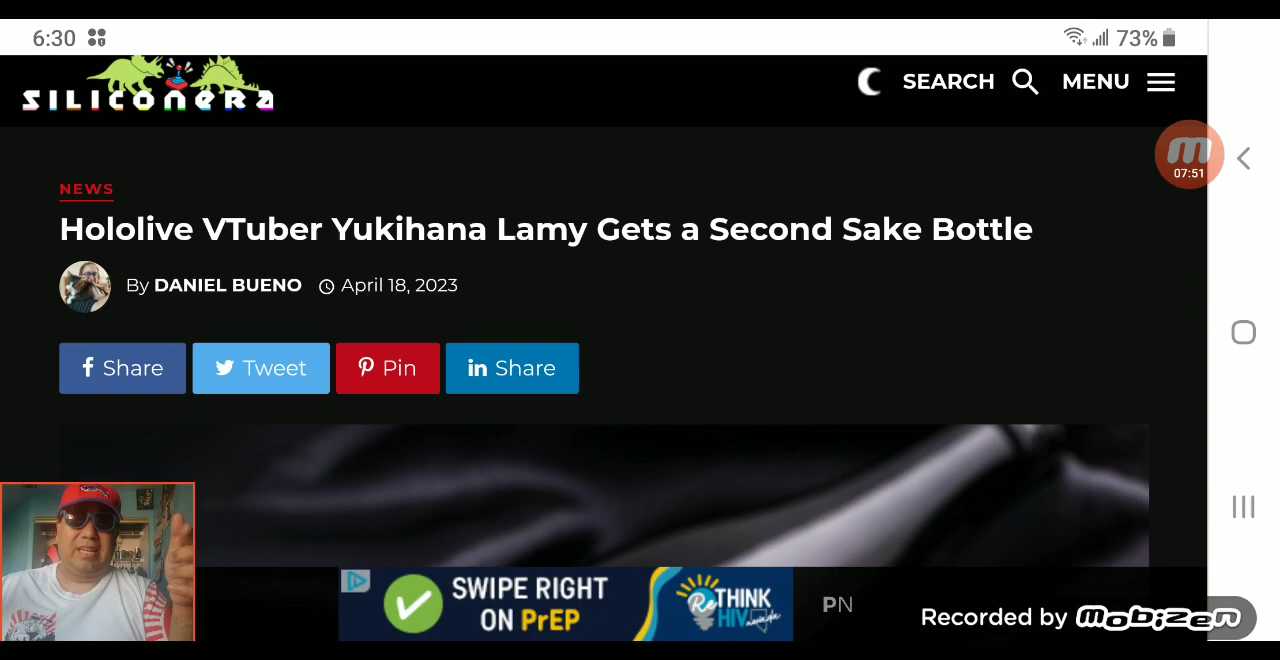 6:30
73%
SILICONERA
SEARCH
MENU
07:51
NEWS
Hololive VTuber Yukihana Lamy Gets a Second Sake Bottle
By DANIEL BUENO April 18, 2023
f Share
Tweet
Pin
in Share
SWIPE RIGHT
ON PrEP
ReTHINK
HIV
PN
Recorded by mobizen